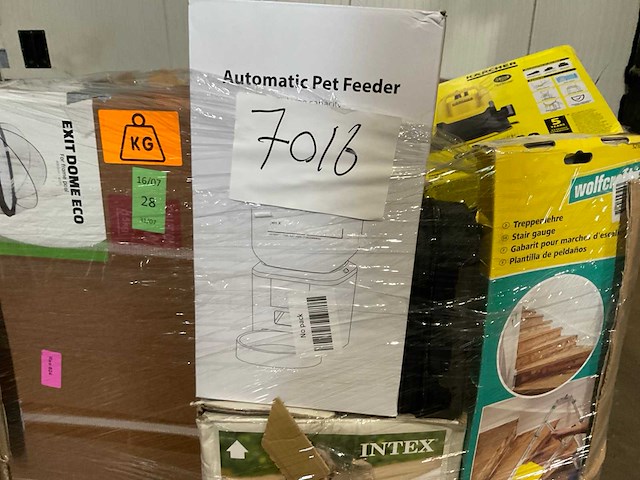 Automatic Pet Feeder
7016
No pack
EXIT DOME ECO
KG
16/07
28
KARCHER
5
wolfcraft
Treppenlehre
Stair gauge
Gabarit pour marches d'escalier
Plantilla de peldaños
INTEX